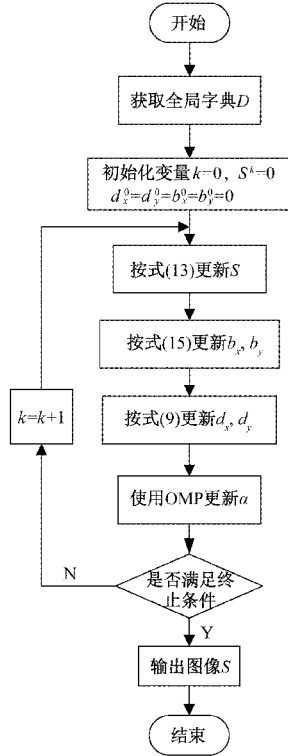 开始
获取全局字典D
初始化变量k=0, S^k=0
d_x^0=d_y^0=b_x^0=b_y^0=0
按式(13)更新S
按式(15)更新b_x, b_y
按式(9)更新d_x, d_y
k=k+1
使用OMP更新α
是否满足终
止条件
N
Y
输出图像S
结束